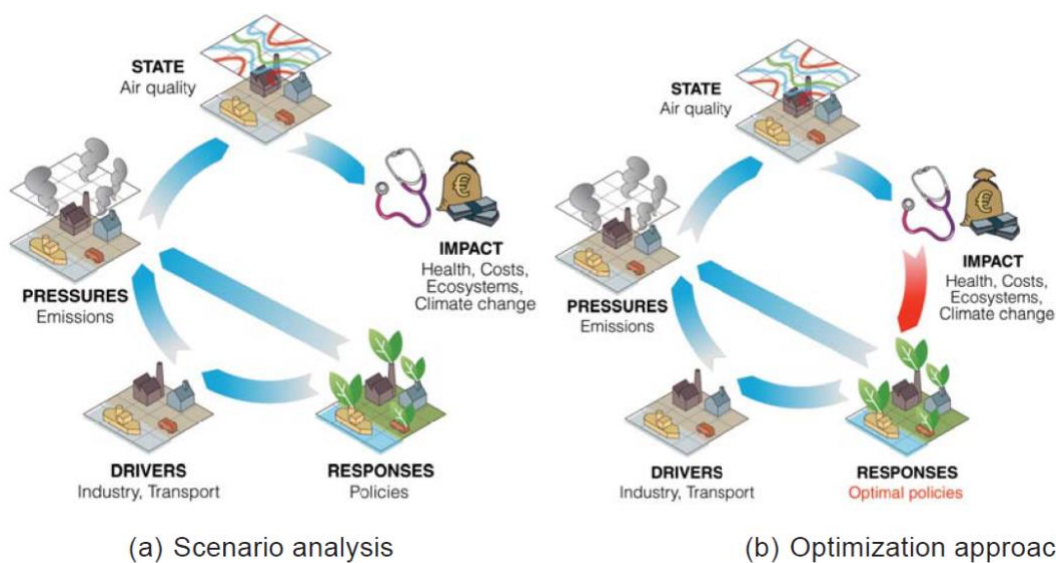 STATE
Air quality
IMPACT
Health, Costs,
Ecosystems,
Climate change
PRESSURES
Emissions
DRIVERS
Industry, Transport
RESPONSES
Policies
(a) Scenario analysis
STATE
Air quality
IMPACT
Health, Costs,
Ecosystems,
Climate change
PRESSURES
Emissions
DRIVERS
Industry, Transport
RESPONSES
Optimal policies
(b) Optimization approac